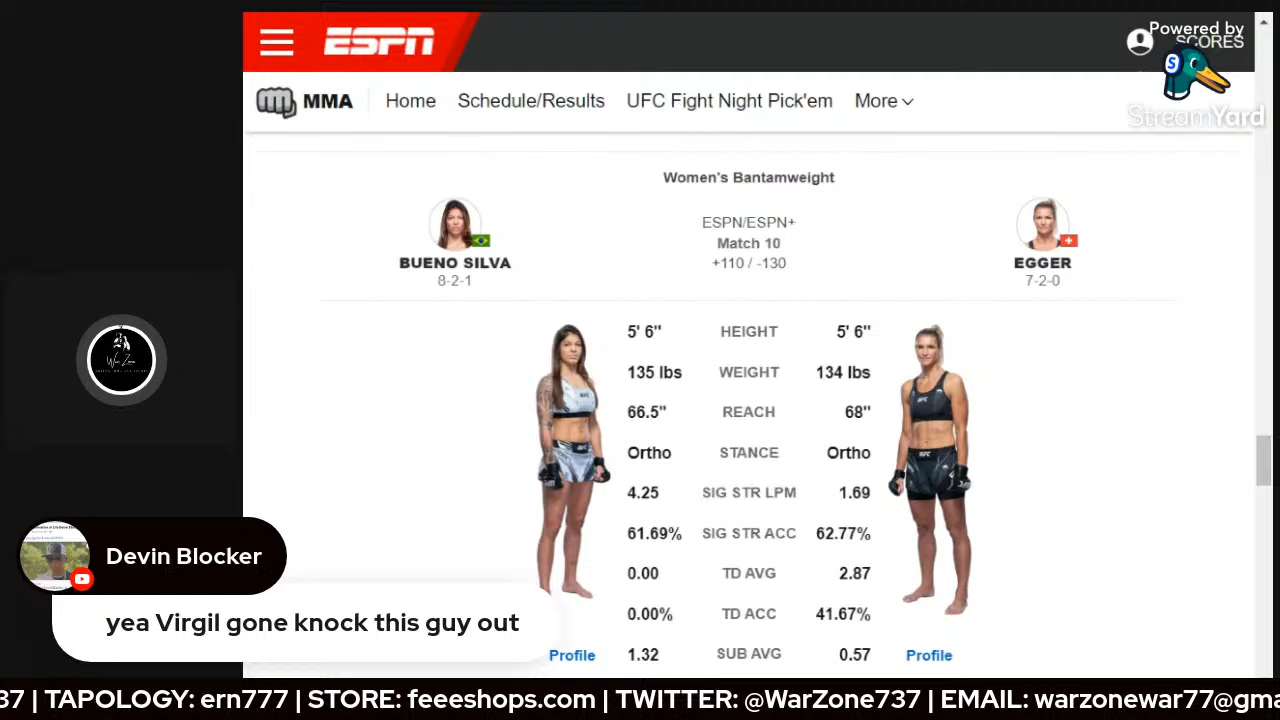 Powered by
StreamYard
ESPN
SCORES
MMA
Home
Schedule/Results
UFC Fight Night Pick'em
More
Women's Bantamweight
BUENO SILVA
8-2-1
ESPN/ESPN+
Match 10
+110 / -130
EGGER
7-2-0
5' 6" HEIGHT 5' 6"
135 lbs WEIGHT 134 lbs
66.5" REACH 68"
Ortho STANCE Ortho
4.25 SIG STR LPM 1.69
61.69% SIG STR ACC 62.77%
0.00 TD AVG 2.87
0.00% TD ACC 41.67%
Profile 1.32 SUB AVG 0.57 Profile
War Zone
UFC
UFC
Devin Blocker
yea Virgil gone knock this guy out
37 | TAPOLOGY: ern777 | STORE: feeeshops.com | TWITTER: @WarZone737 | EMAIL: warzonewar77@gma